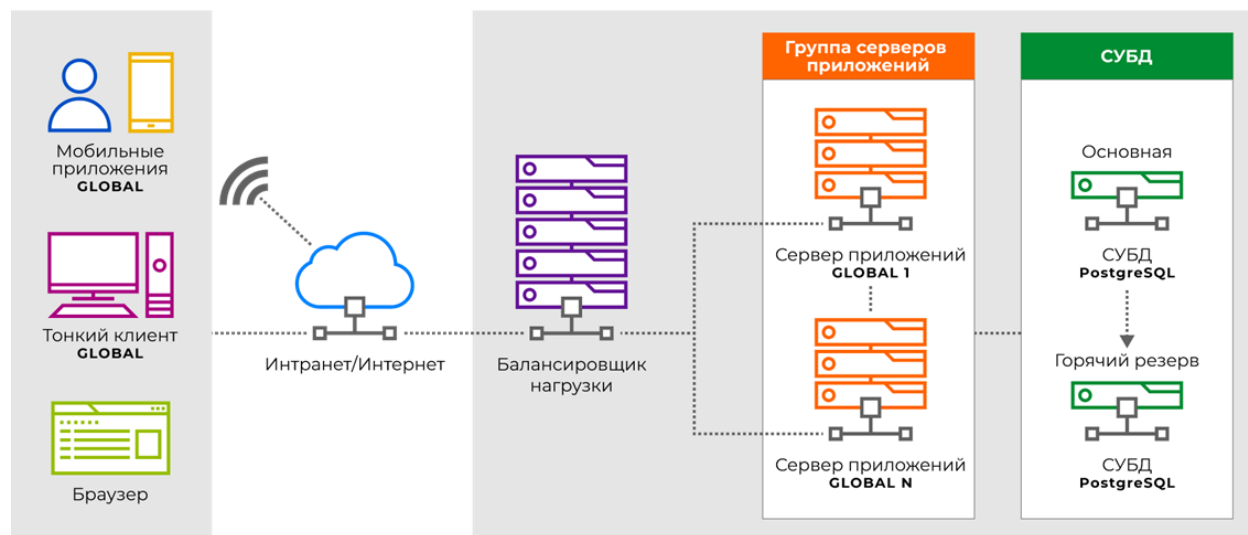 Мобильные
приложения
GLOBAL
Тонкий клиент
GLOBAL
Браузер
Интранет/Интернет
Балансировщик
нагрузки
Группа серверов
приложений
Сервер приложений
GLOBAL 1
Сервер приложений
GLOBAL N
СУБД
Основная
СУБД
PostgreSQL
Горячий резерв
СУБД
PostgreSQL